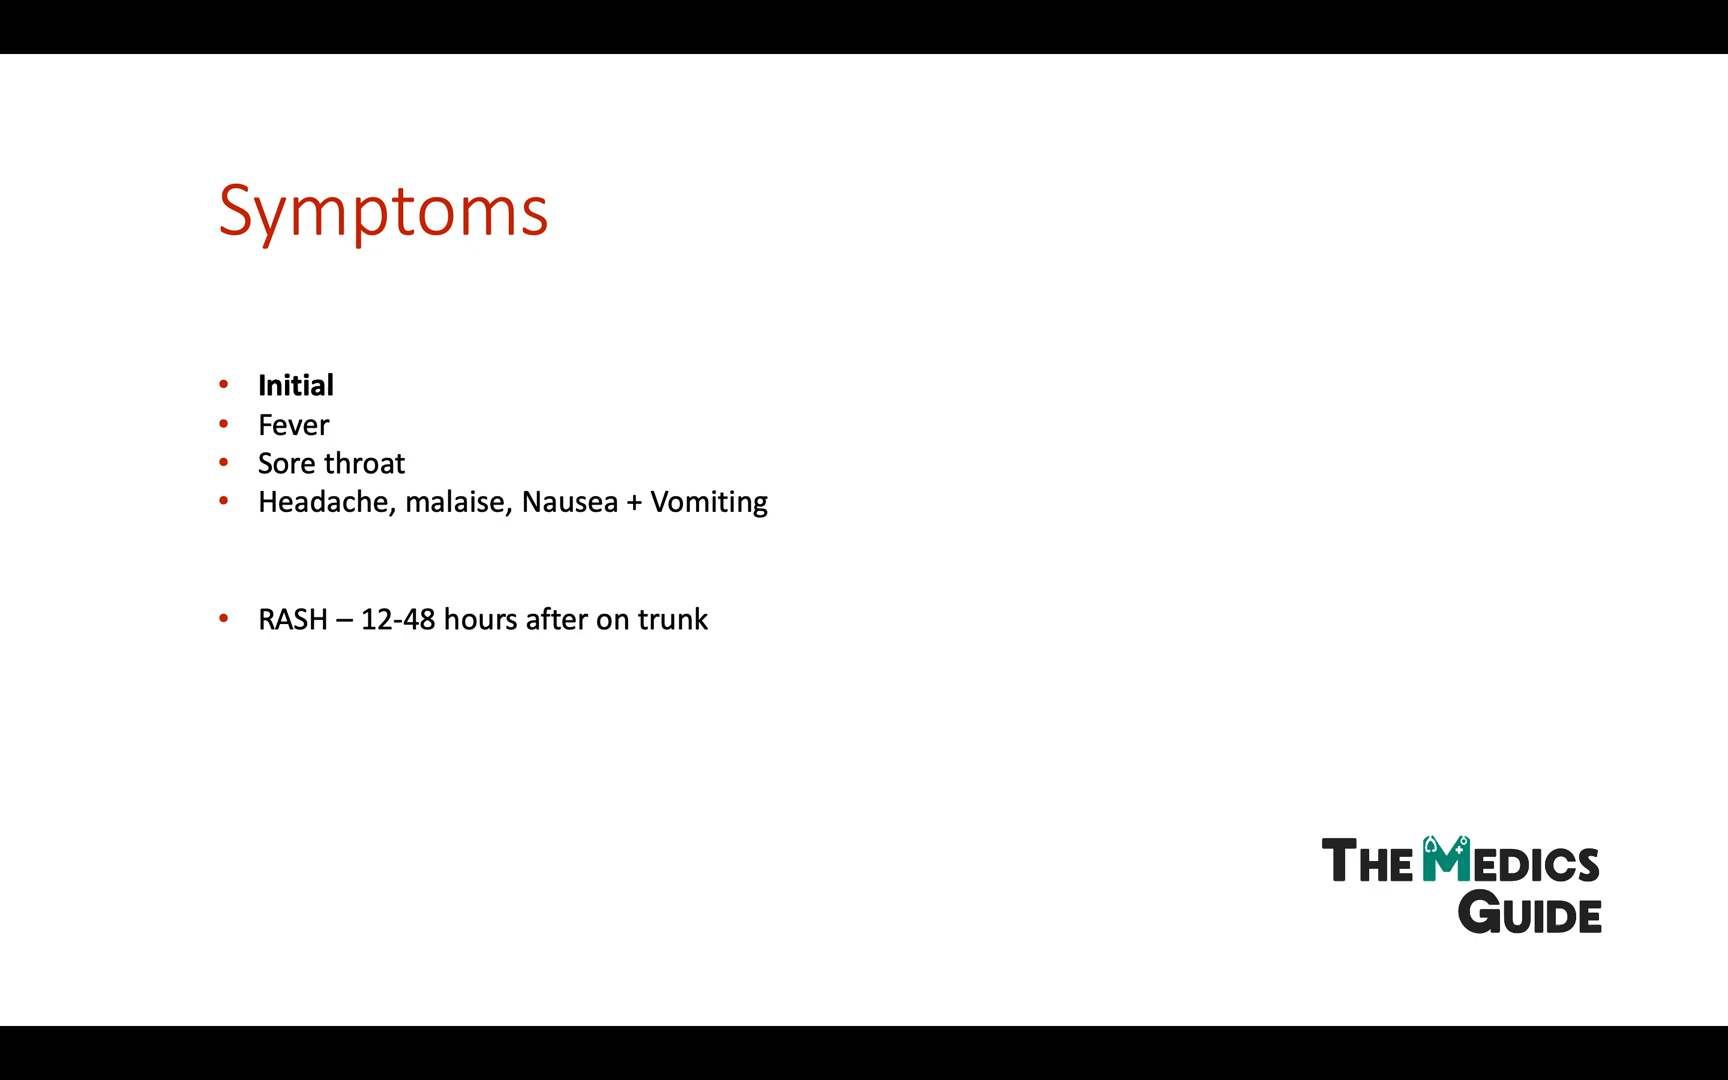 Symptoms
• Initial
• Fever
• Sore throat
• Headache, malaise, Nausea + Vomiting
• RASH – 12-48 hours after on trunk
THE MEDICS
GUIDE